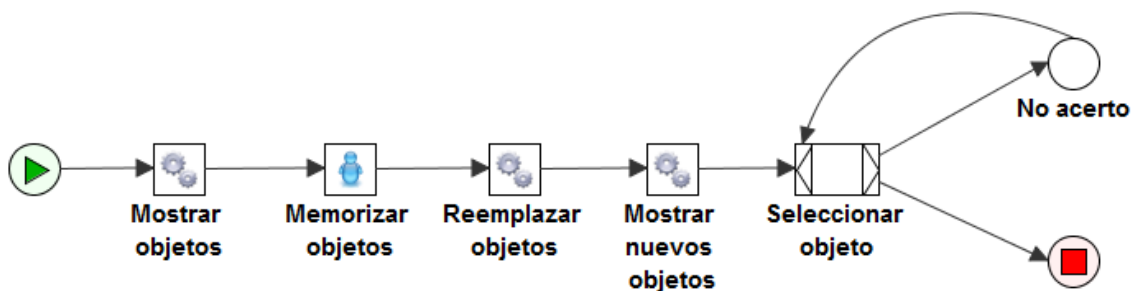 No acerto
Mostrar
objetos
Memorizar
objetos
Reemplazar
objetos
Mostrar
nuevos
objetos
Seleccionar
objeto